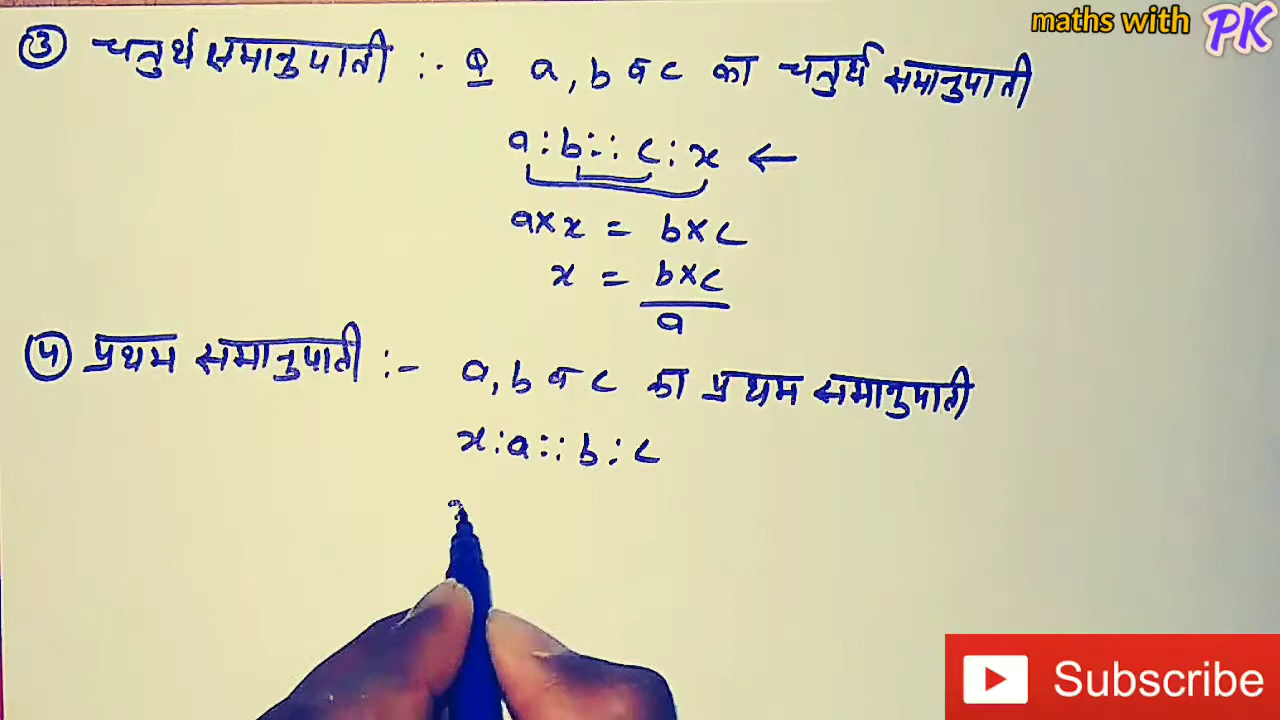 maths with PK
③ चतुर्थ समानुपाती :- Q a, b व c का चतुर्थ समानुपाती
a : b :: c : x ←
a×x = b×c
x = b×c
a
④ प्रथम समानुपाती :- a, b व c का प्रथम समानुपाती
x : a :: b : c
Subscribe